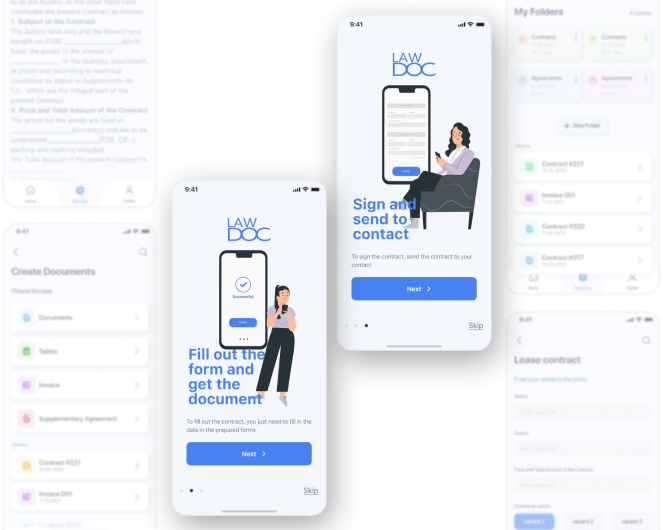 to as the Buyers, on the other hand have
concluded the present Contract as follows:
1. Subject of the Contract
The Sellers have sold and the Buyers have
bought on (FOB) (port)
basis the goods to the amount of
in the quantity, assortment,
at prices and according to technical
conditions as stated in Supplements No.
1,2., which are the integral part of the
present Contract.
2. Price and Total Amount of the Contract
The prices for the goods are fixed in
(currency) and are to be
understood (FOB, CIF...)
packing and marking included.
The Total Amount of the present Contract is
Home
Profile
9:41
Create Documents
Choose the type
Documents
Tables
Invoice
Supplementary Agreement
History
Contract #221
Invoice 001
9:41
LAW
DOC
Successful
Fill out the
form and
get the
document
To fill out the contract, you just need to fill in the
data in the prepared forms
Next
Skip
9:41
LAW
DOC
Sign and
send to
contact
To sign the contract, send the contract to your
contact
Next
Skip
My Folders
Contracts
Contracts
Agreements
Agreements
New Folder
History
Contract #221
Invoice 001
Contract #220
Contract #017
Home
Profile
9:41
Lease contract
Enter your details in the forms
Sellers
Buyers
Price and Total Amount of the Contract
Choose an option
variant 1
variant 2
variant 3